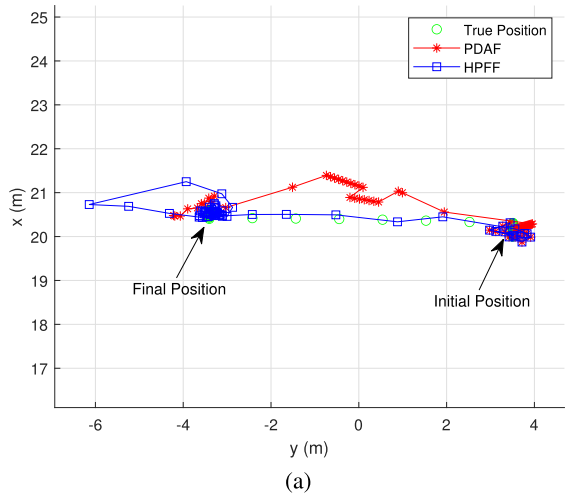 25
24
23
22
21
20
19
18
17
x (m)
True Position
PDAF
HPFF
Final Position
Initial Position
-6 -4 -2 0 2 4
y (m)
(a)